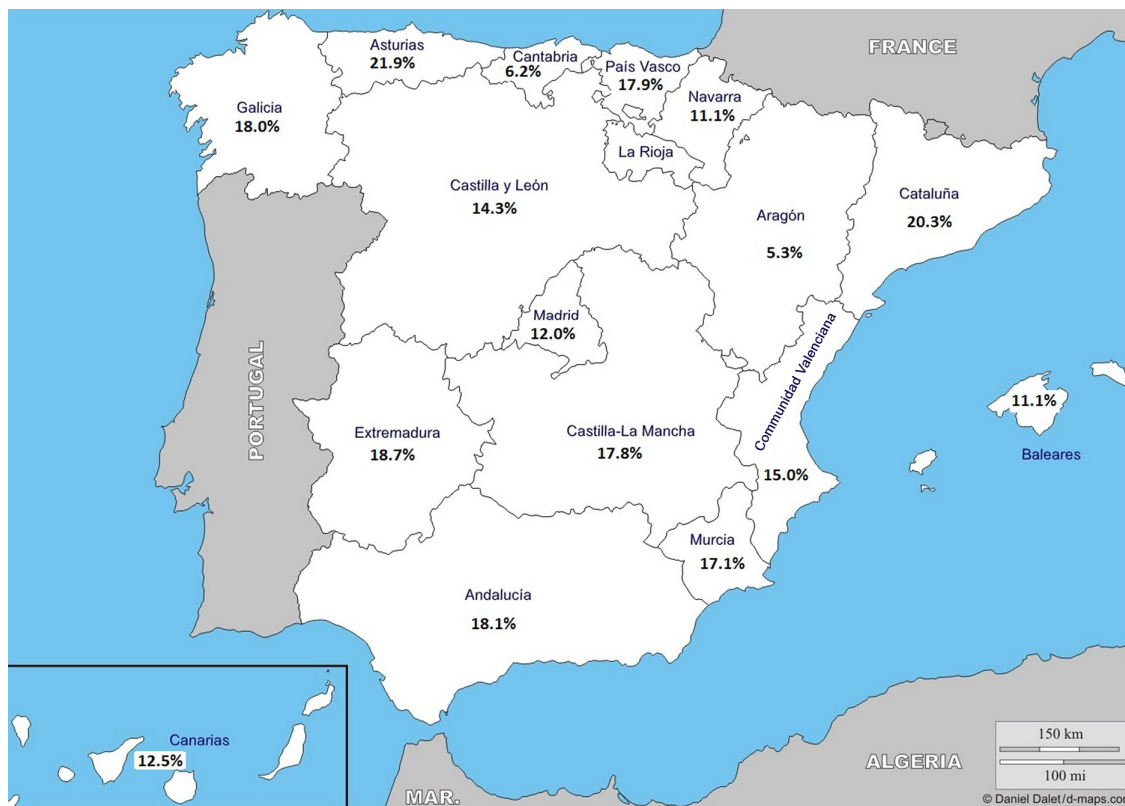 FRANCE
Asturias
21.9%
Cantabria
6.2%
País Vasco
17.9%
Navarra
11.1%
Galicia
18.0%
La Rioja
Castilla y León
14.3%
Aragón
5.3%
Cataluña
20.3%
Madrid
12.0%
PORTUGAL
Communidad Valenciana
15.0%
11.1%
Baleares
Extremadura
18.7%
Castilla-La Mancha
17.8%
Murcia
17.1%
Andalucía
18.1%
Canarias
12.5%
MAR.
ALGERIA
150 km
100 mi
© Daniel Dalet/d-maps.com